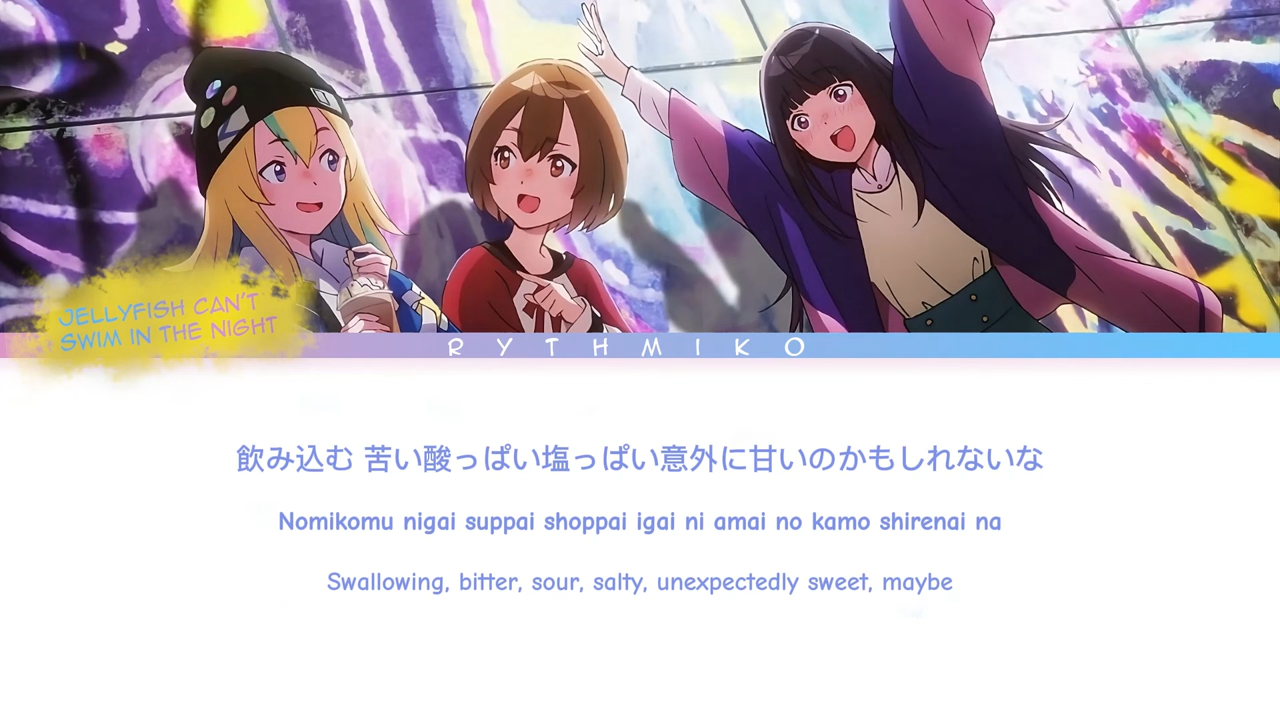 JELLYFISH CAN'T
SWIM IN THE NIGHT
RYTHMIKO
飲み込む 苦い酸っぱい塩っぱい意外に甘いのかもしれないな
Nomikomu nigai suppai shoppai igai ni amai no kamo shirenai na
Swallowing, bitter, sour, salty, unexpectedly sweet, maybe